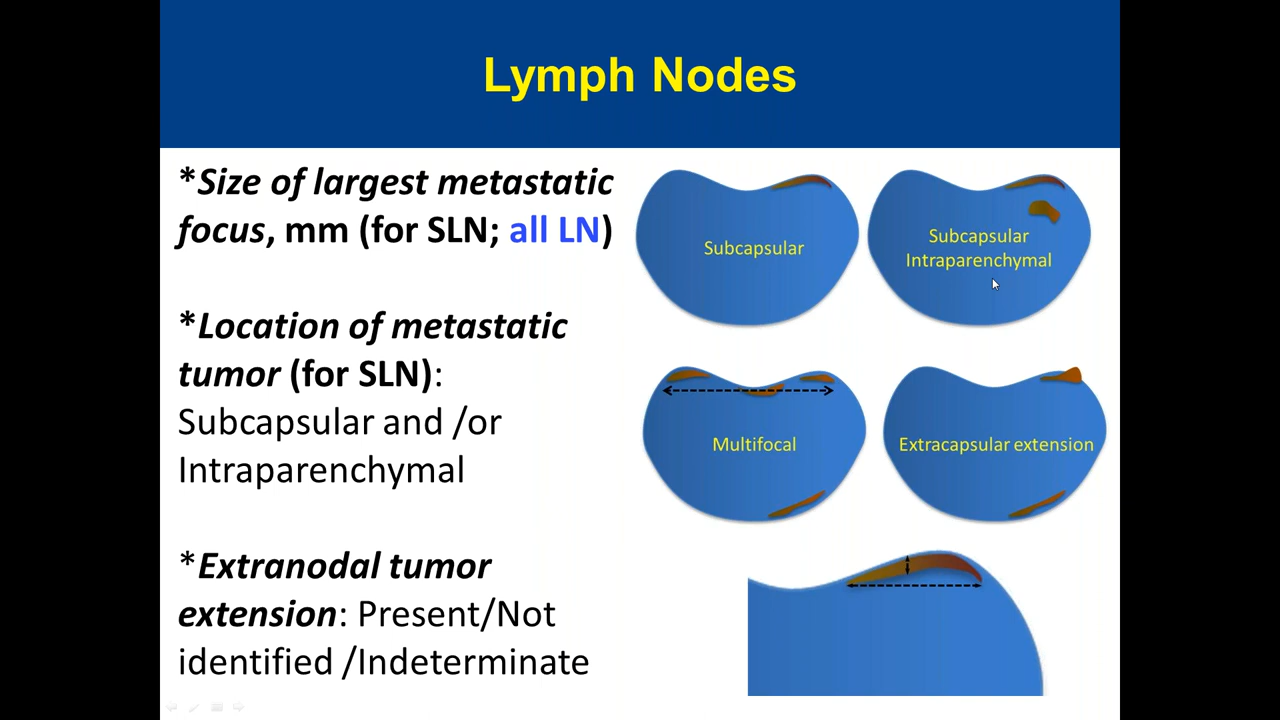 Lymph Nodes
*Size of largest metastatic
focus, mm (for SLN; all LN)
*Location of metastatic
tumor (for SLN):
Subcapsular and /or
Intraparenchymal
*Extranodal tumor
extension: Present/Not
identified /Indeterminate
Subcapsular
Subcapsular
Intraparenchymal
Multifocal
Extracapsular extension